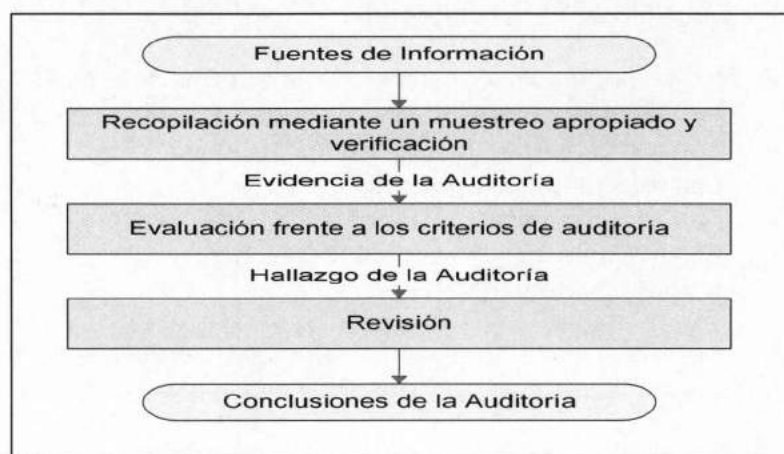 Fuentes de Información
Recopilación mediante un muestreo apropiado y
verificación
Evidencia de la Auditoría
Evaluación frente a los criterios de auditoría
Hallazgo de la Auditoría
Revisión
Conclusiones de la Auditoría